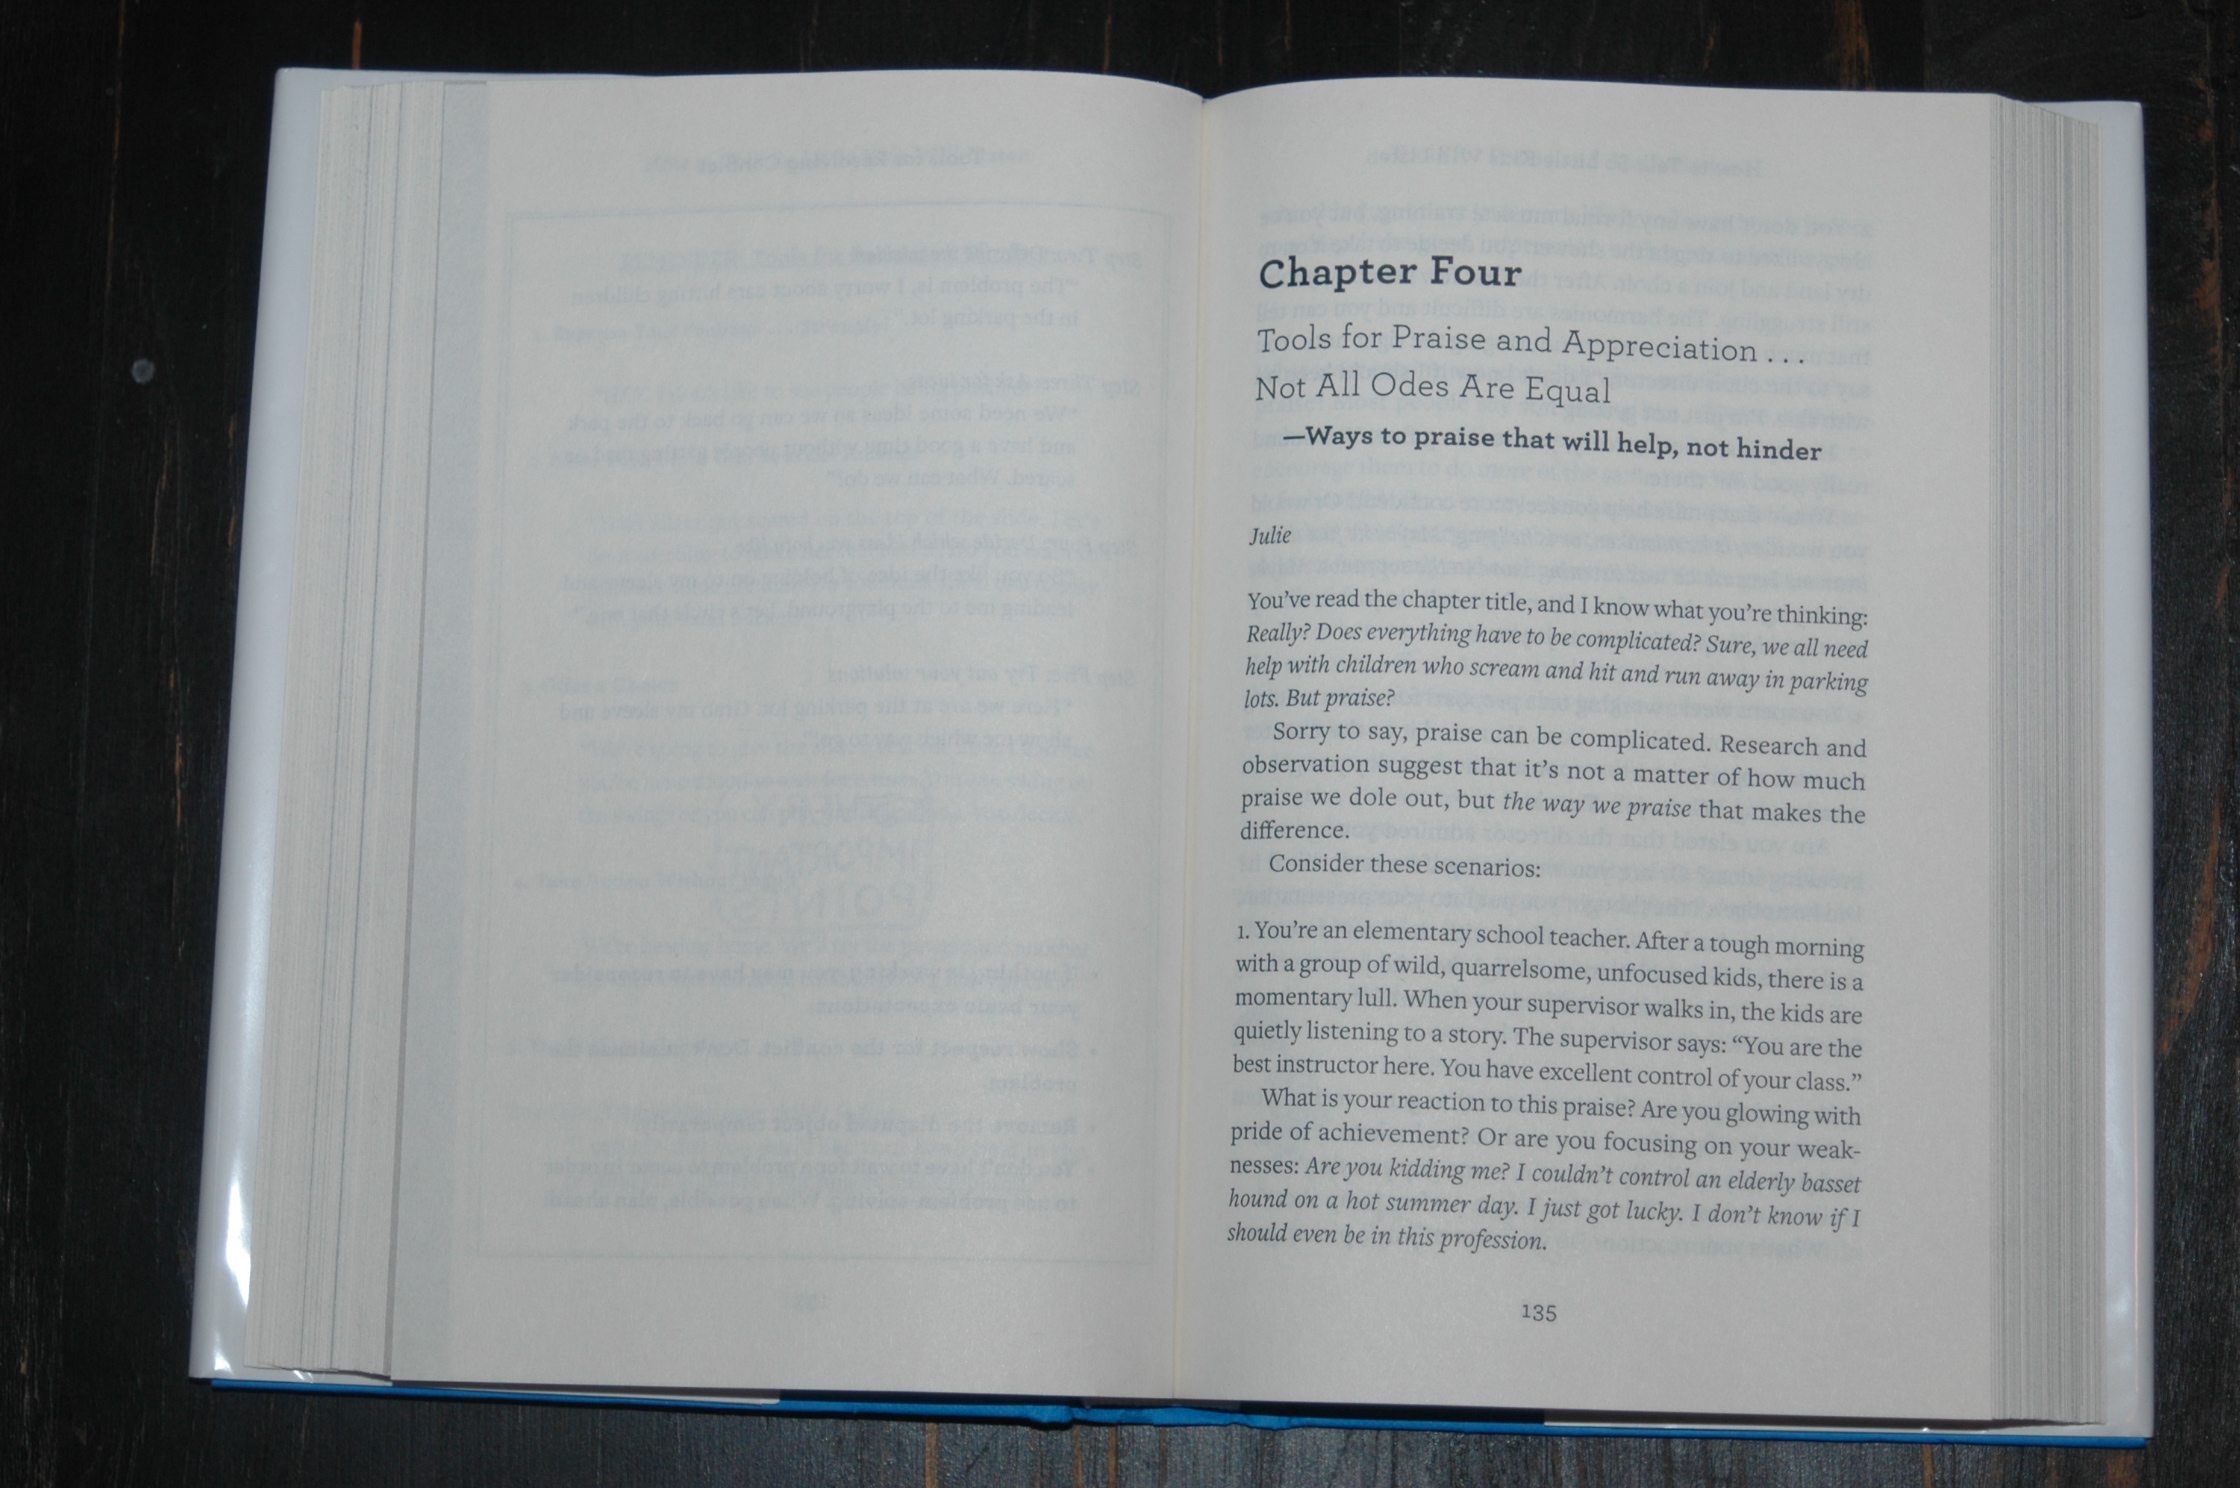 Chapter Four
Tools for Praise and Appreciation . . .
Not All Odes Are Equal
—Ways to praise that will help, not hinder
Julie
You’ve read the chapter title, and I know what you’re thinking:
Really? Does everything have to be complicated? Sure, we all need
help with children who scream and hit and run away in parking
lots. But praise?
Sorry to say, praise can be complicated. Research and
observation suggest that it’s not a matter of how much
praise we dole out, but the way we praise that makes the
difference.
Consider these scenarios:
1. You’re an elementary school teacher. After a tough morning
with a group of wild, quarrelsome, unfocused kids, there is a
momentary lull. When your supervisor walks in, the kids are
quietly listening to a story. The supervisor says: “You are the
best instructor here. You have excellent control of your class.”
What is your reaction to this praise? Are you glowing with
pride of achievement? Or are you focusing on your weak-
nesses: Are you kidding me? I couldn’t control an elderly basset
hound on a hot summer day. I just got lucky. I don’t know if I
should even be in this profession.
135